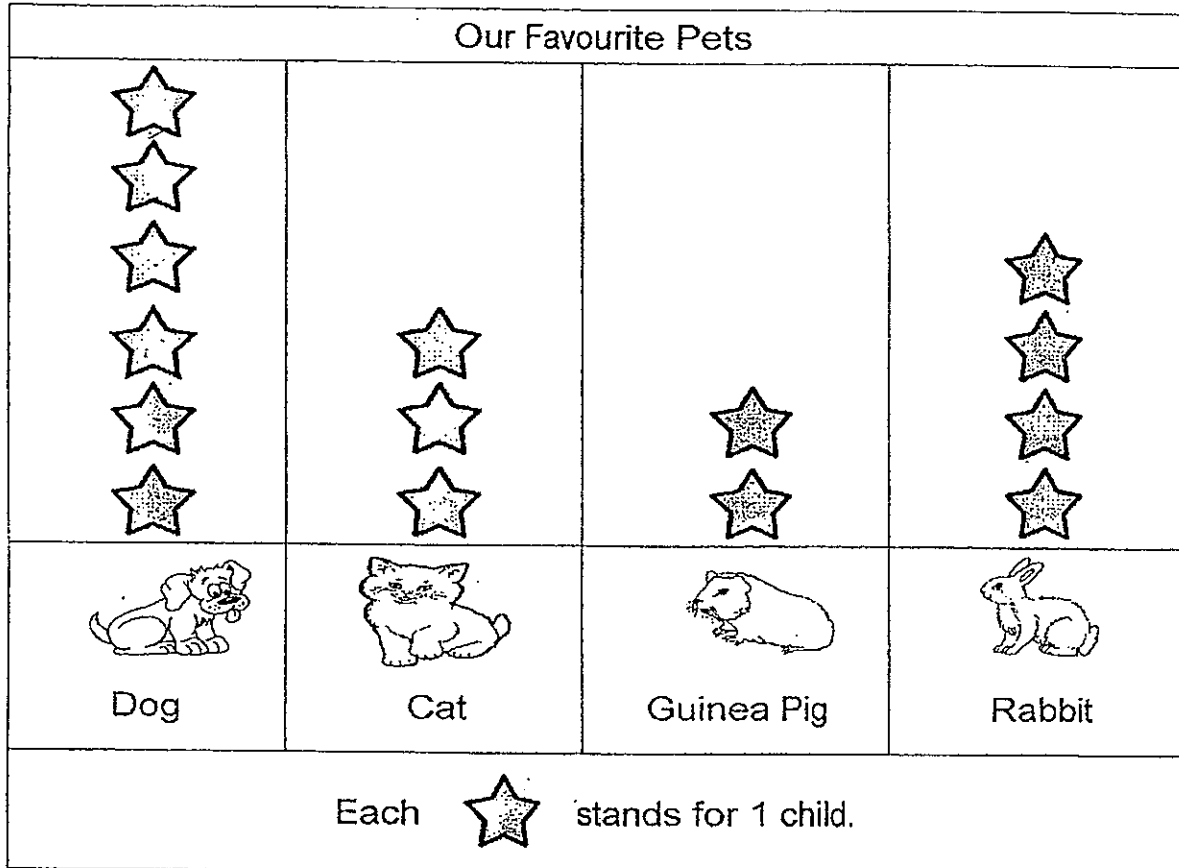 Our Favourite Pets
Dog
Cat
Guinea Pig
Rabbit
Each stands for 1 child.